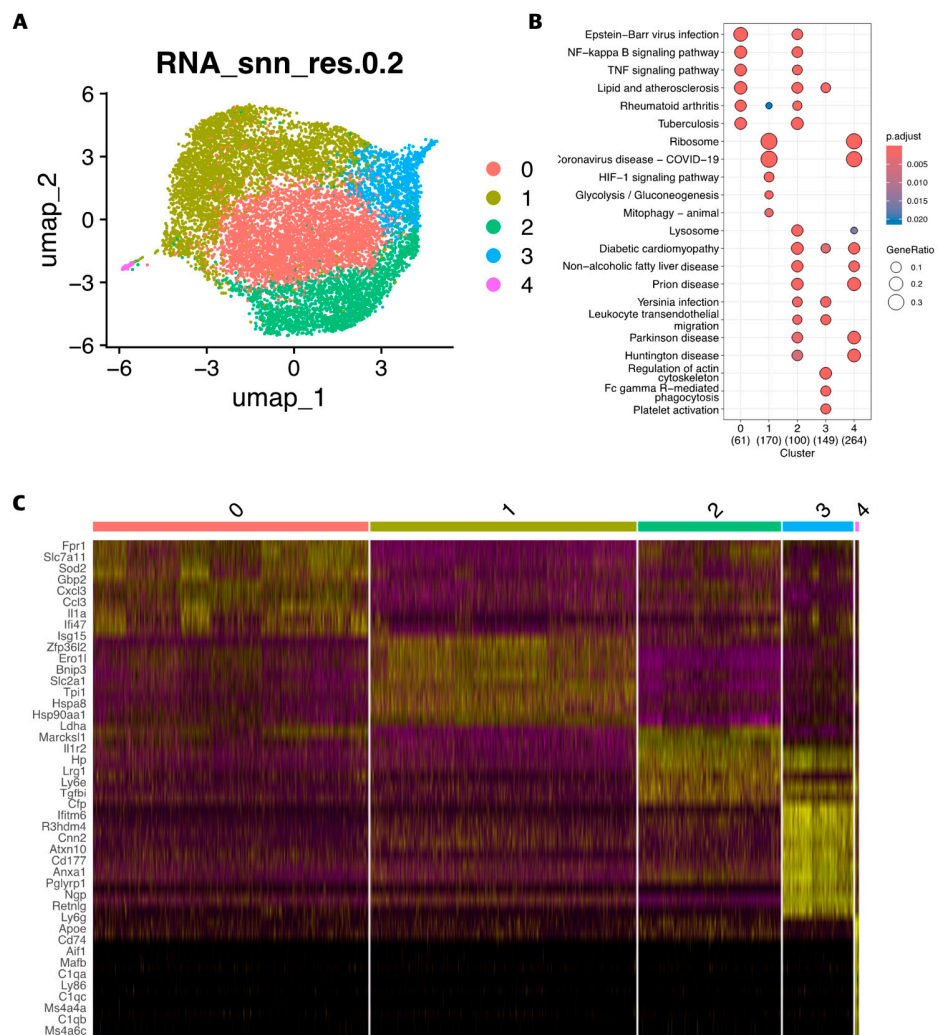 A
RNA_snn_res.0.2
umap_2
6
3
0
−3
−6
−6
−3
0
3
umap_1
0
1
2
3
4
B
Epstein−Barr virus infection
NF−kappa B signaling pathway
TNF signaling pathway
Lipid and atherosclerosis
Rheumatoid arthritis
Tuberculosis
Ribosome
Coronavirus disease − COVID−19
HIF−1 signaling pathway
Glycolysis / Gluconeogenesis
Mitophagy − animal
Lysosome
Diabetic cardiomyopathy
Non−alcoholic fatty liver disease
Prion disease
Yersinia infection
Leukocyte transendothelial
migration
Parkinson disease
Huntington disease
Regulation of actin
cytoskeleton
Fc gamma R−mediated
phagocytosis
Platelet activation
0 1 2 3 4
(61) (170) (100) (149) (264)
Cluster
p.adjust
0.005
0.010
0.015
0.020
GeneRatio
0.1
0.2
0.3
C
0 1 2 3 4
Fpr1
Slc7a11
Sod2
Gbp2
Cxcl3
Ccl3
Il1a
Ifi47
Isg15
Zfp36l2
Ero1l
Bnip3
Slc2a1
Tpi1
Hspa8
Hsp90aa1
Ldha
Marcksl1
Il1r2
Hp
Lrg1
Ly6e
Tgfbi
Cfp
Ifitm6
R3hdm4
Cnn2
Atxn10
Cd177
Anxa1
Pglyrp1
Ngp
Retnlg
Ly6g
Apoe
Cd74
Aif1
Mafb
C1qa
Ly86
C1qc
Ms4a4a
C1qb
Ms4a6c